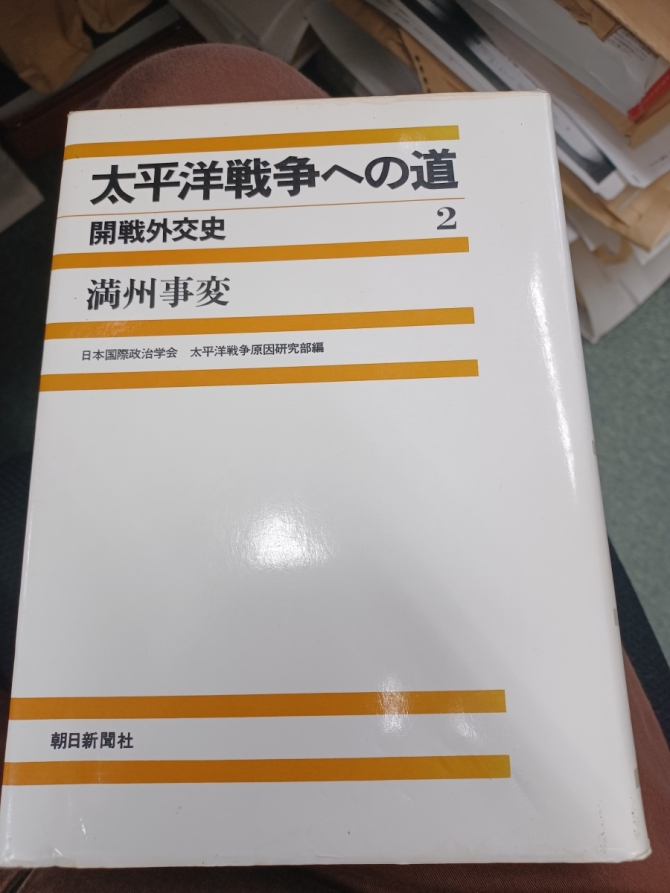 太平洋戦争への道
開戦外交史 2
満州事変
日本国際政治学会 太平洋戦争原因研究部編
朝日新聞社